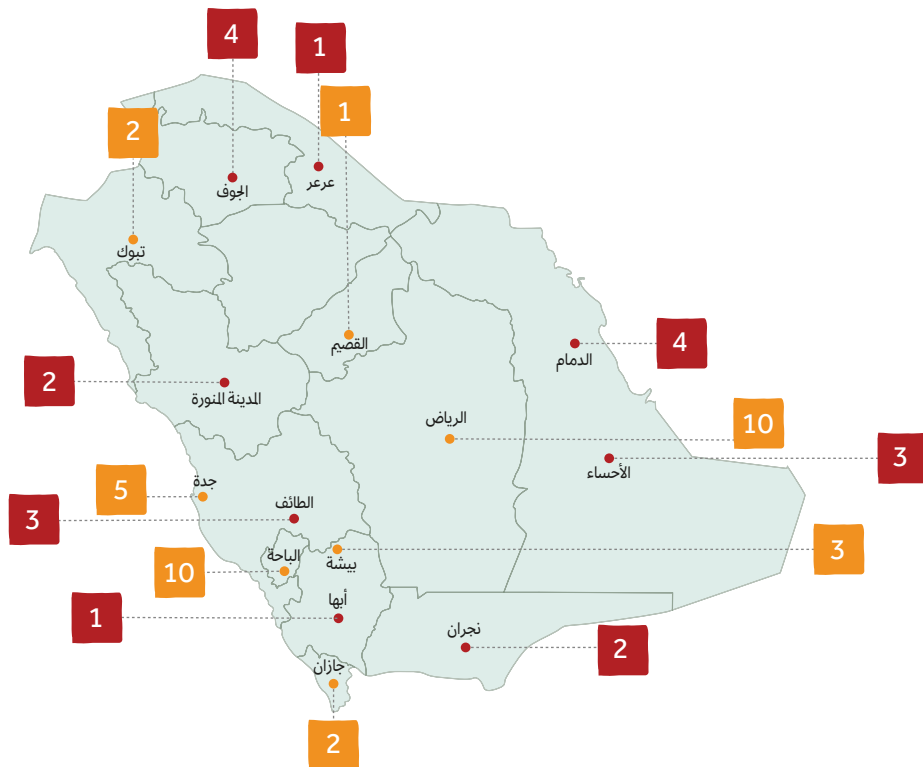 4
1
1
2
عرعر
الجوف
تبوك
القصيم
4
الدمام
2
المدينة المنورة
الرياض
10
3
الأحساء
جدة
5
الطائف
3
3
الباحة
بيشة
10
أبها
1
نجران
2
جازان
2